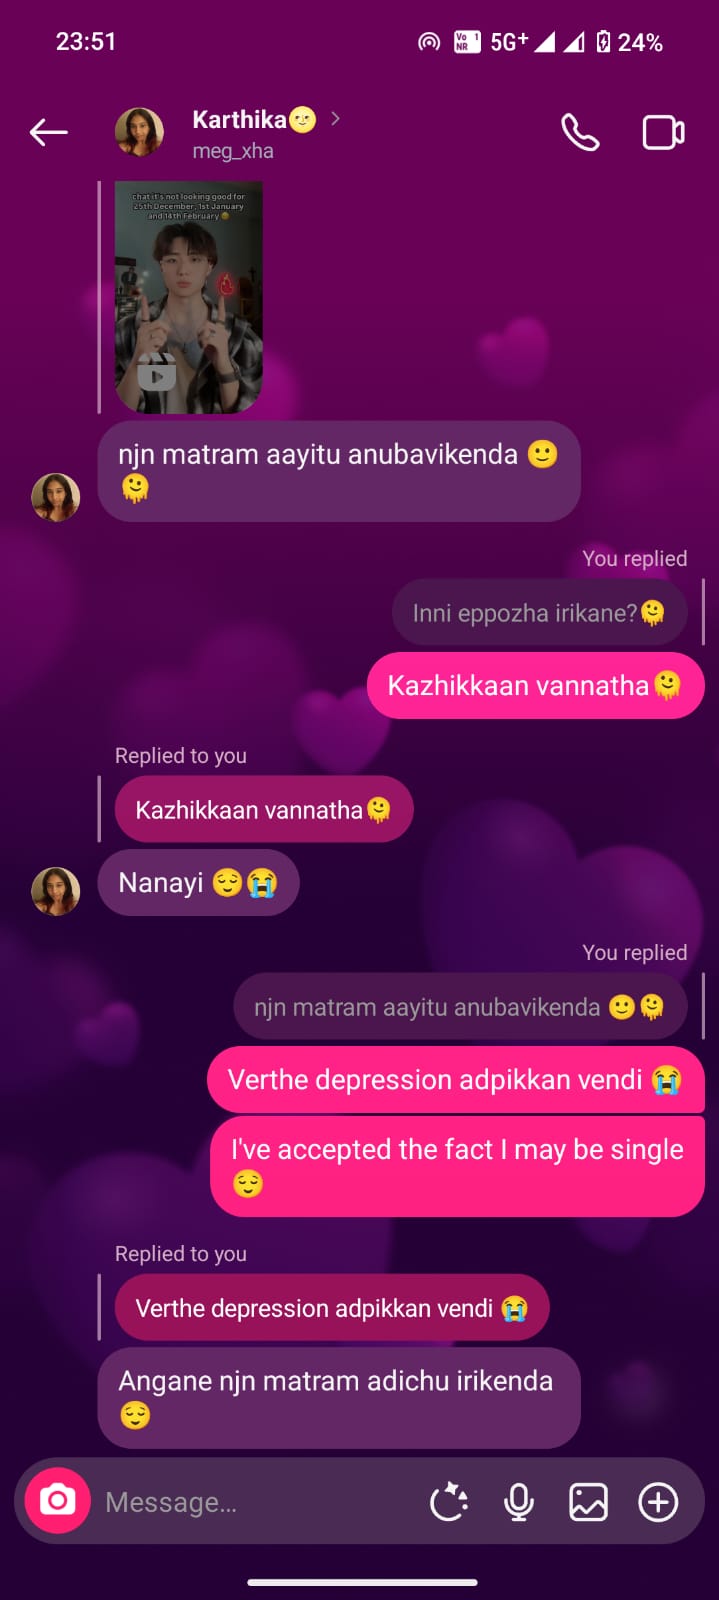 23:51
Vo 1
NR
5G+
24%
Karthika🌝
meg_xha
chat it's not looking good for
25th December, 1st January
and 14th February
njn matram aayitu anubavikenda 🙂
🫠
You replied
Inni eppozha irikane?🫠
Kazhikkaan vannatha🫠
Replied to you
Kazhikkaan vannatha🫠
Nanayi 😌😭
You replied
njn matram aayitu anubavikenda 🙂🫠
Verthe depression adpikkan vendi 😭
I've accepted the fact I may be single
😌
Replied to you
Verthe depression adpikkan vendi 😭
Angane njn matram adichu irikenda
😌
Message...